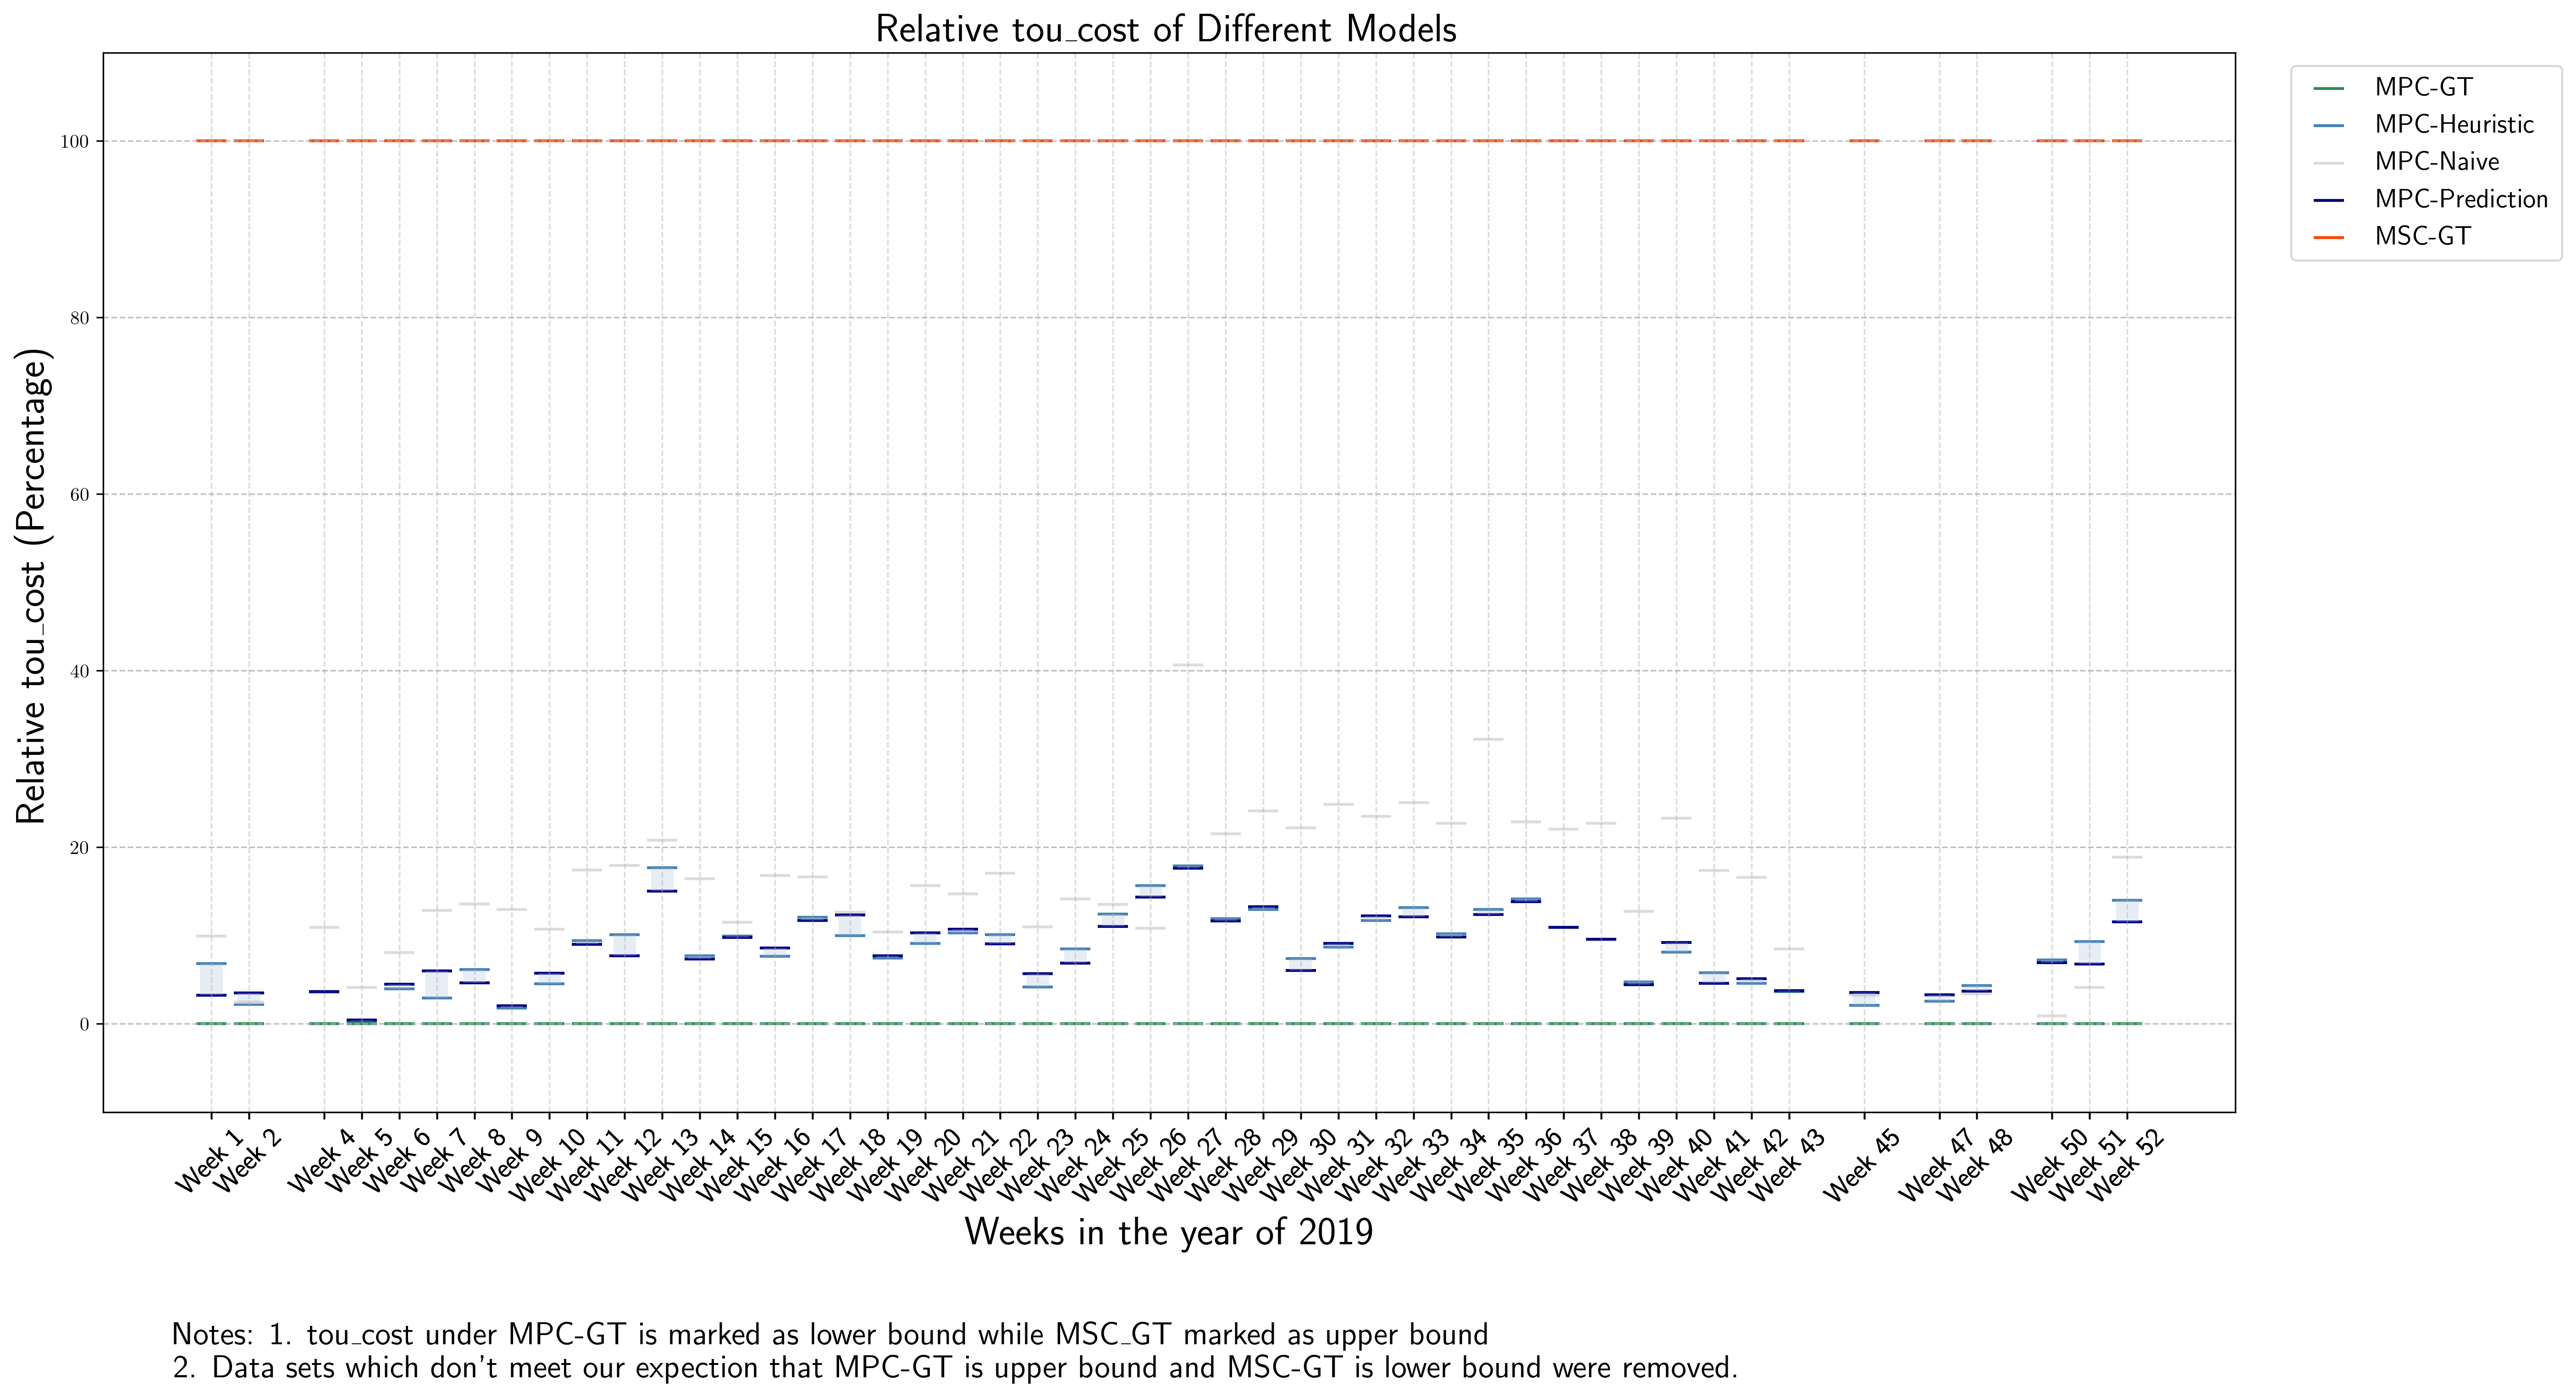 Relative tou_cost of Different Models
Relative tou_cost (Percentage)
100
80
60
40
20
0
MPC-GT
MPC-Heuristic
MPC-Naive
MPC-Prediction
MSC-GT
Week 1
Week 2
Week 4
Week 5
Week 6
Week 7
Week 8
Week 9
Week 10
Week 11
Week 12
Week 13
Week 14
Week 15
Week 16
Week 17
Week 18
Week 19
Week 20
Week 21
Week 22
Week 23
Week 24
Week 25
Week 26
Week 27
Week 28
Week 29
Week 30
Week 31
Week 32
Week 33
Week 34
Week 35
Week 36
Week 37
Week 38
Week 39
Week 40
Week 41
Week 42
Week 43
Week 45
Week 47
Week 48
Week 50
Week 51
Week 52
Weeks in the year of 2019
Notes: 1. tou_cost under MPC-GT is marked as lower bound while MSC_GT marked as upper bound
2. Data sets which don't meet our expection that MPC-GT is upper bound and MSC-GT is lower bound were removed.